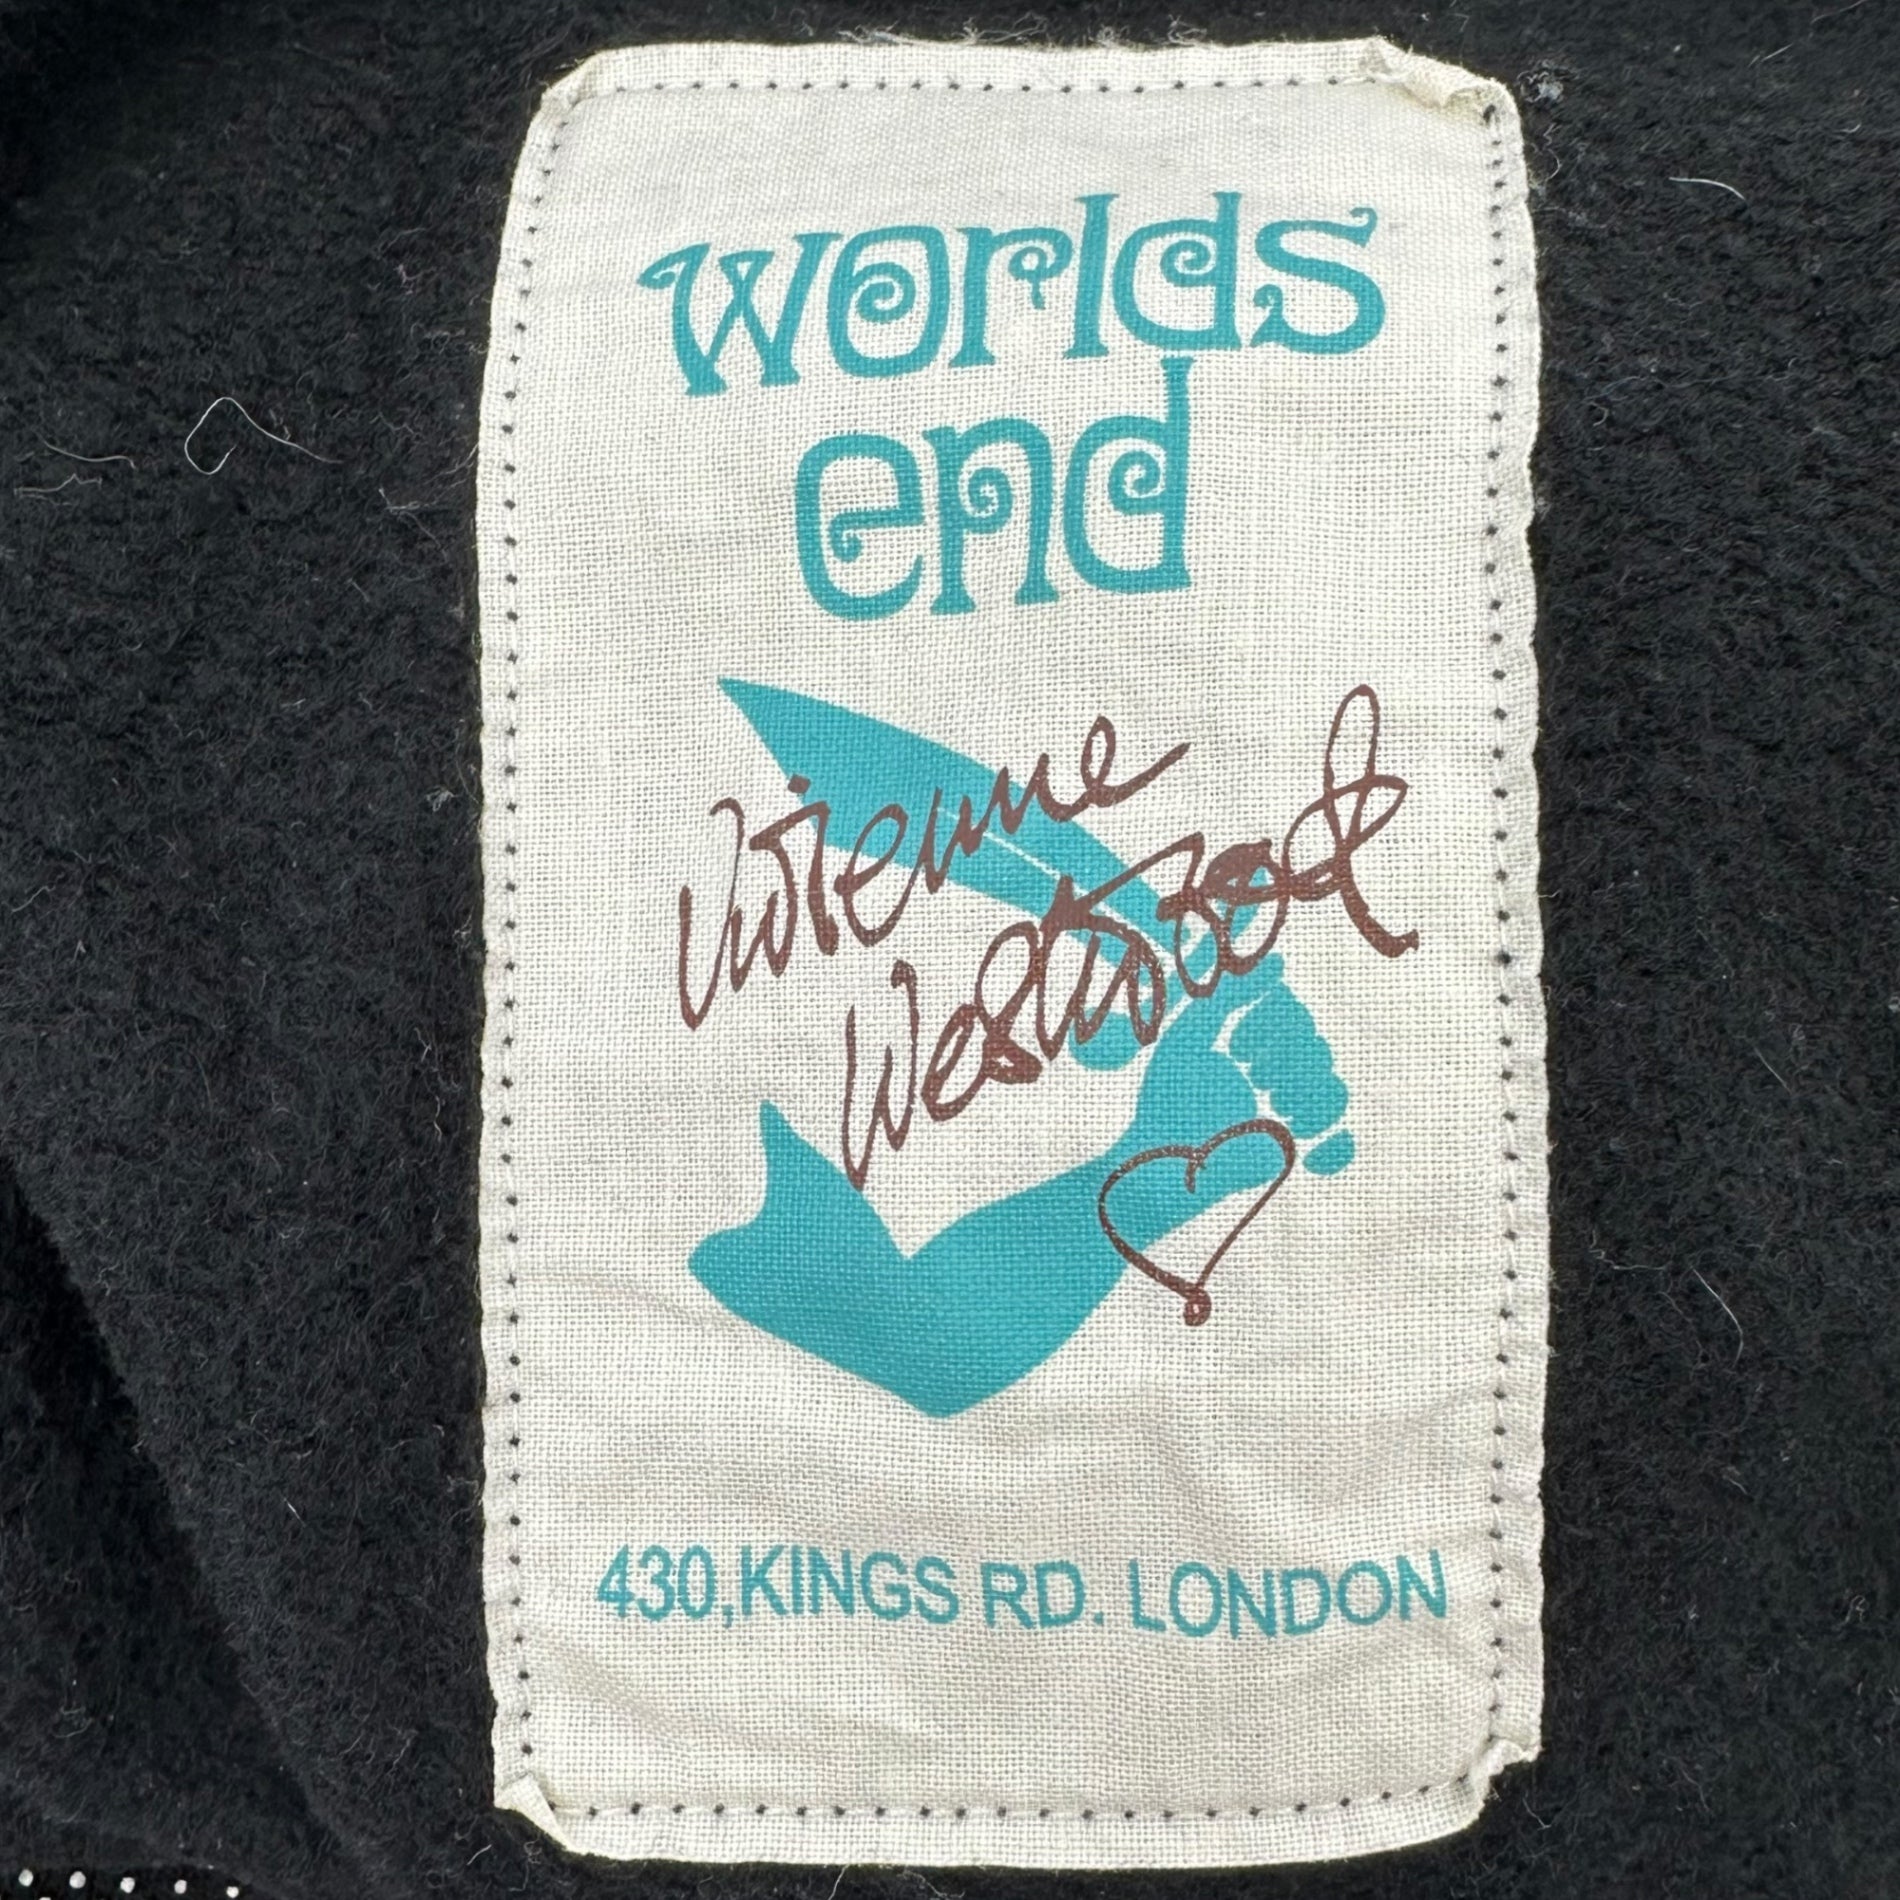 worlds
end
Vivienne
Westwood
430,KINGS RD. LONDON